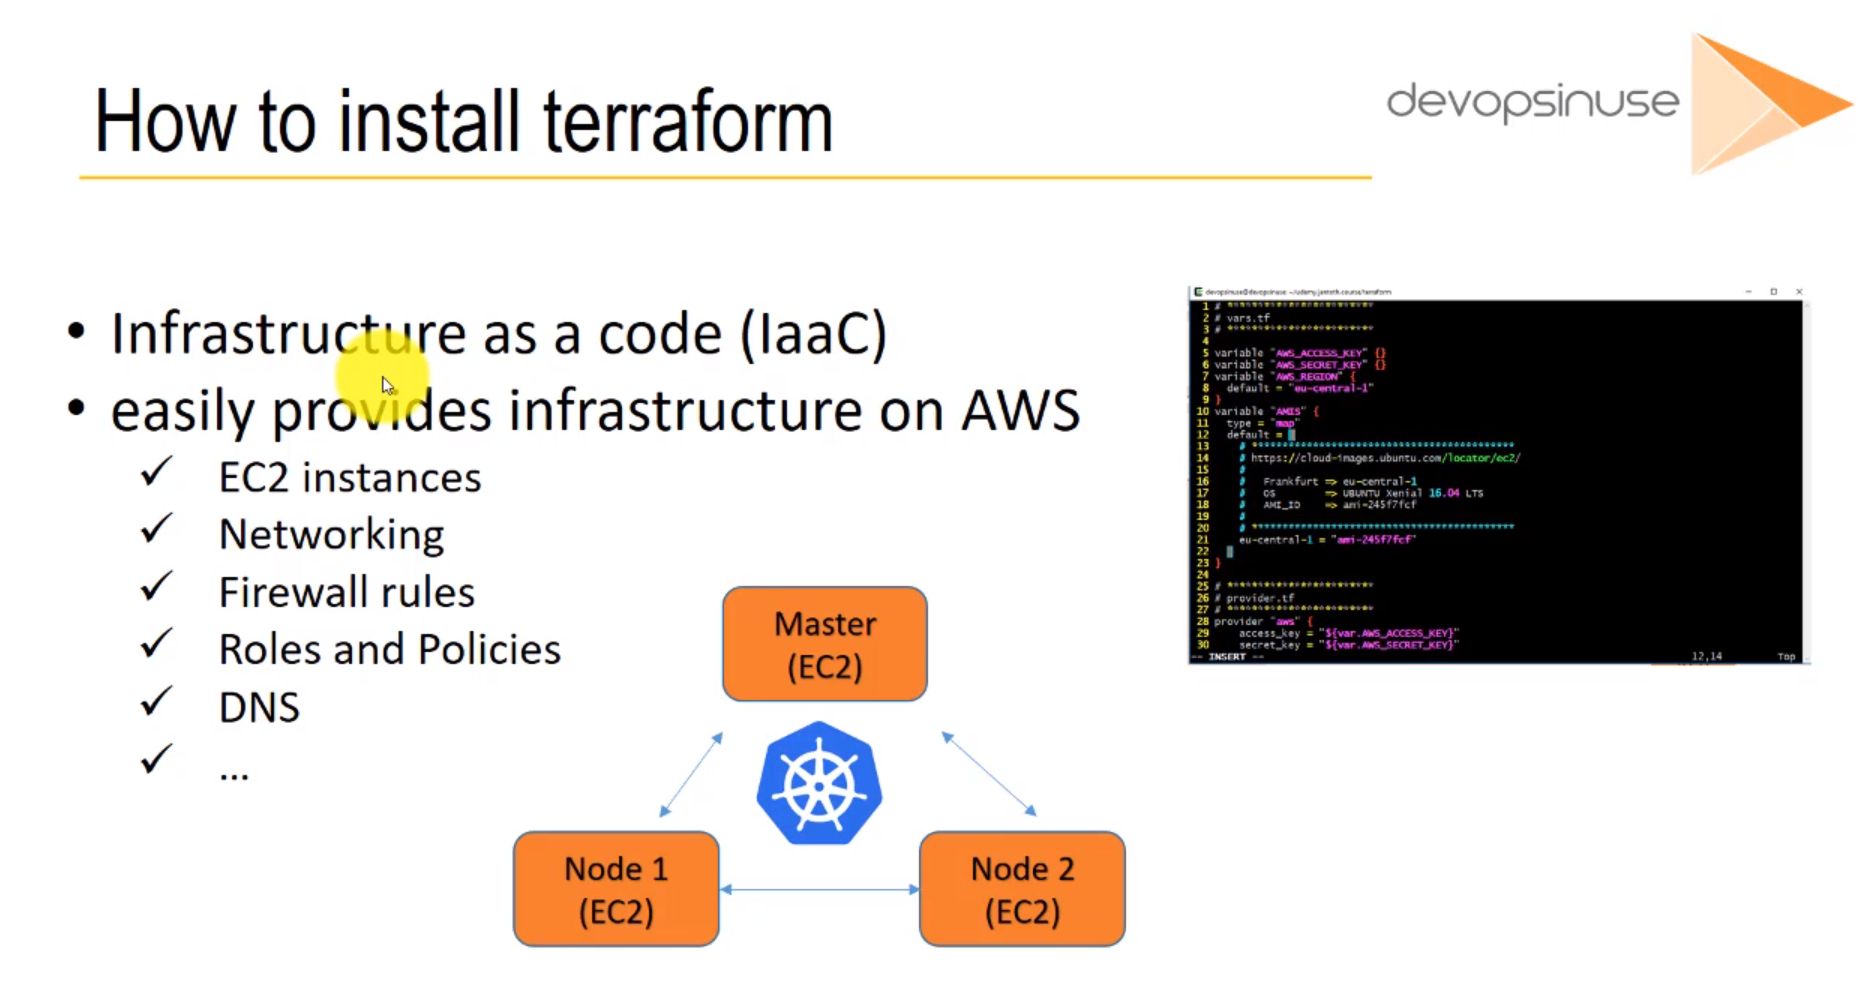 How to install terraform
devopsinuse
• Infrastructure as a code (IaaC)
• easily provides infrastructure on AWS
✓ EC2 instances
✓ Networking
✓ Firewall rules
✓ Roles and Policies
✓ DNS
✓ ...
Master
(EC2)
Node 1
(EC2)
Node 2
(EC2)
devopsinuse@devopsinuse: ~/udemy.jantoth.course/terraform
1 # ************************
2 # vars.tf
3 # ************************
4
5 variable "AWS_ACCESS_KEY" {}
6 variable "AWS_SECRET_KEY" {}
7 variable "AWS_REGION" {
8 default = "eu-central-1"
9 }
10 variable "AMIS" {
11 type = "map"
12 default = {
13 # *******************************************
14 # https://cloud-images.ubuntu.com/locator/ec2/
15 #
16 # Frankfurt => eu-central-1
17 # OS => UBUNTU Xenial 16.04 LTS
18 # AMI_ID => ami-245f7fcf
19 #
20 # *******************************************
21 eu-central-1 = "ami-245f7fcf"
22 }
23 }
24
25 # ************************
26 # provider.tf
27 # ************************
28 provider "aws" {
29 access_key = "${var.AWS_ACCESS_KEY}"
30 secret_key = "${var.AWS_SECRET_KEY}"
-- INSERT -- 12,14 Top